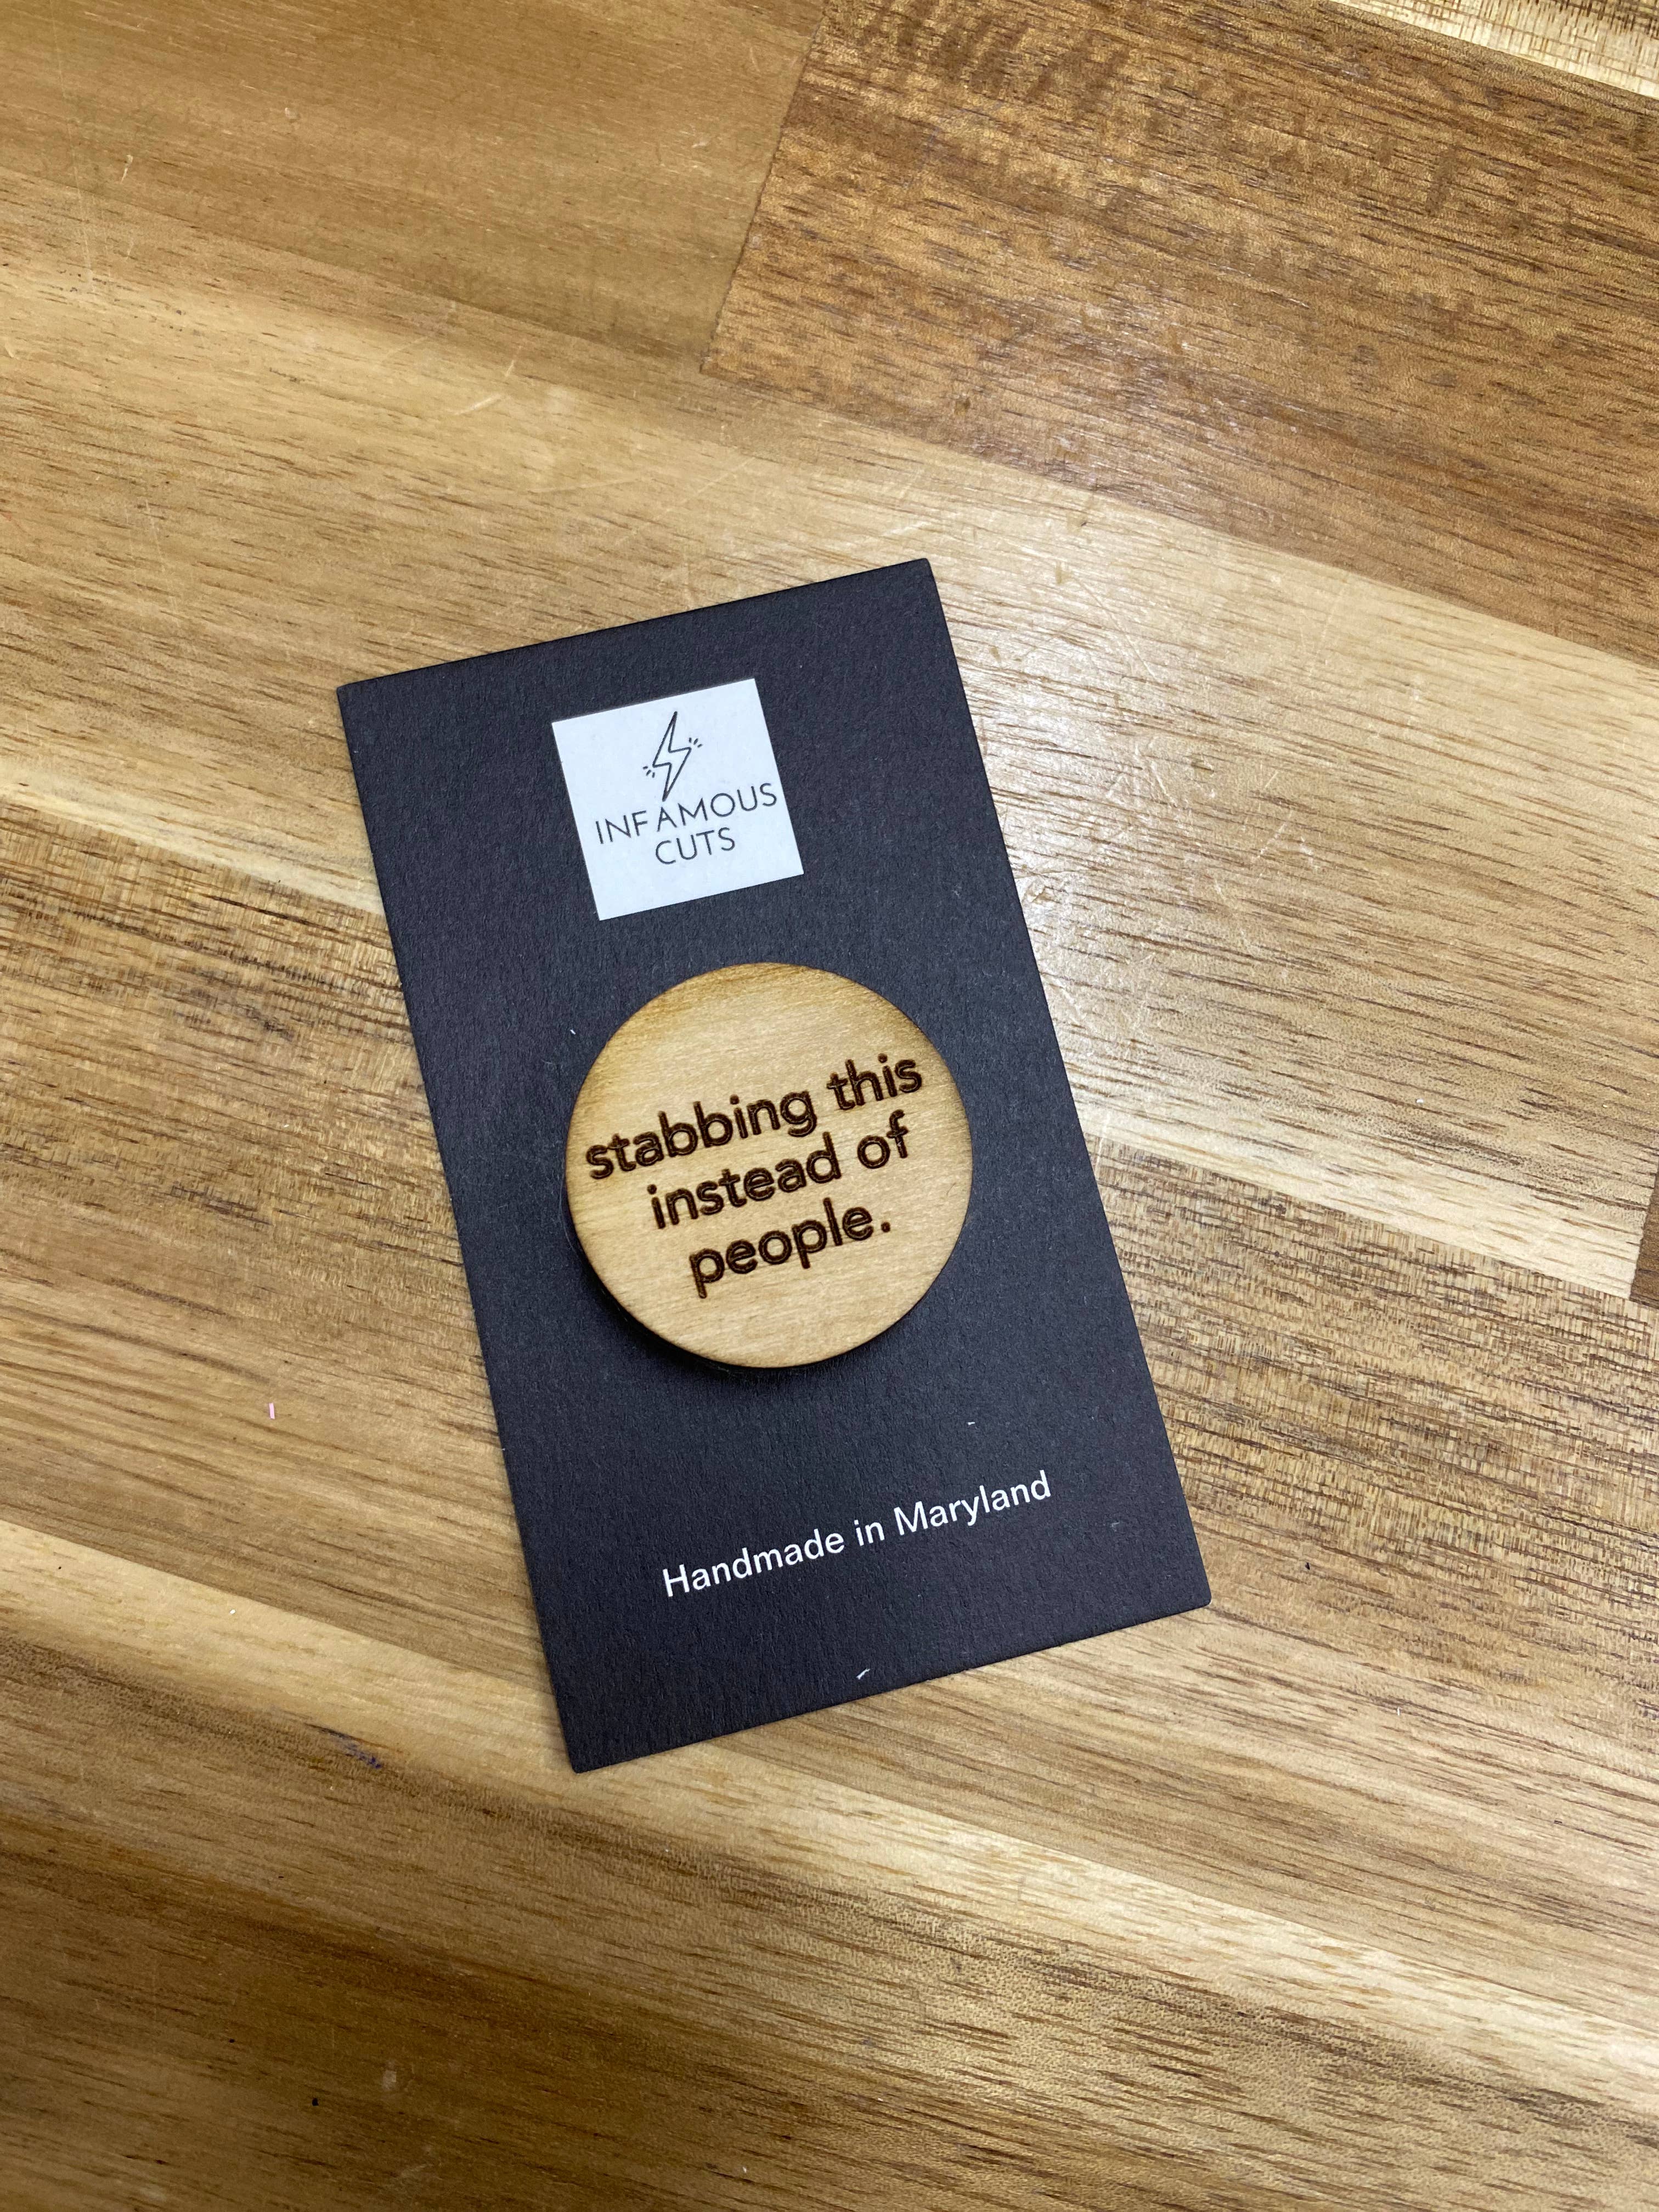 INFAMOUS
CUTS
stabbing this
instead of
people.
Handmade in Maryland